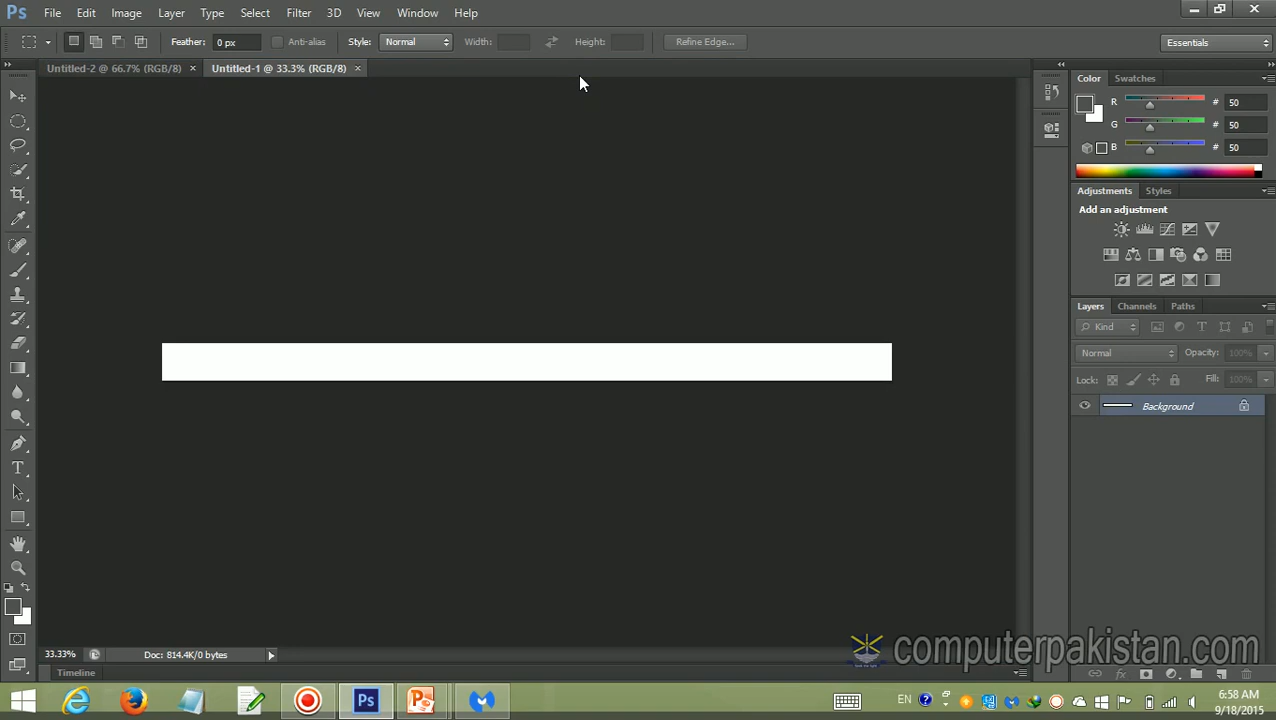 Ps File Edit Image Layer Type Select Filter 3D View Window Help
Feather: 0 px Anti-alias Style: Normal Width: Height: Refine Edge... Essentials
Untitled-2 @ 66.7% (RGB/8) × Untitled-1 @ 33.3% (RGB/8) ×
Color Swatches
R # 50
G # 50
B # 50
Adjustments Styles
Add an adjustment
Layers Channels Paths
Kind
Normal Opacity: 100%
Lock: Fill: 100%
Background
33.33% Doc: 814.4K/0 bytes
computerpakistan.com
Timeline
Ps
EN
6:58 AM
9/18/2015